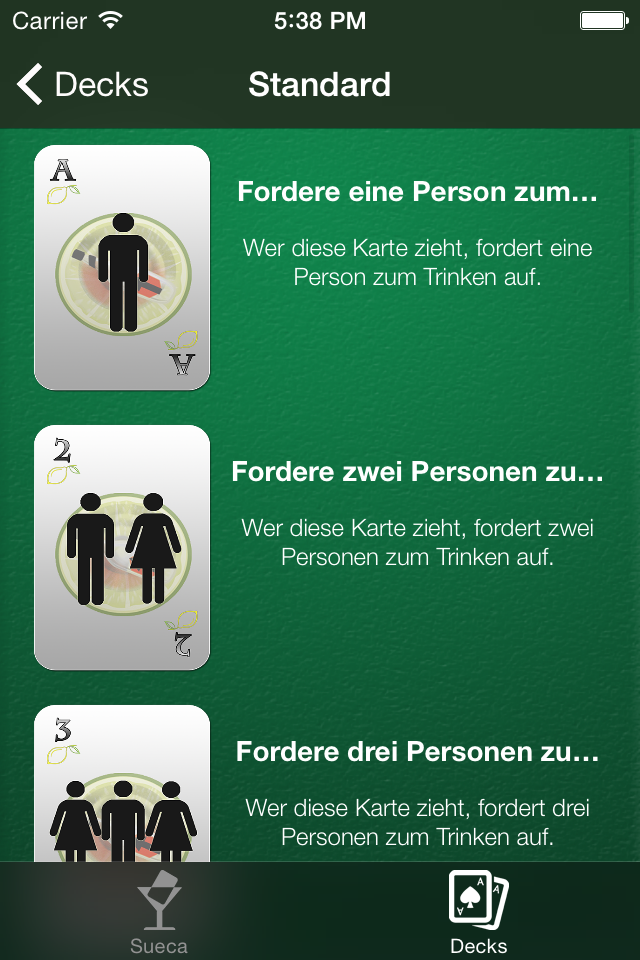 Carrier 5:38 PM
Decks Standard
A
Fordere eine Person zum...
Wer diese Karte zieht, fordert eine
Person zum Trinken auf.
A
2
Fordere zwei Personen zu...
Wer diese Karte zieht, fordert zwei
Personen zum Trinken auf.
2
3
Fordere drei Personen zu...
Wer diese Karte zieht, fordert drei
Personen zum Trinken auf.
A A
A
Sueca Decks